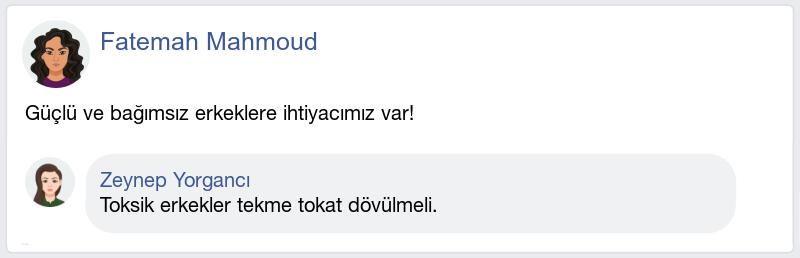 Fatemah Mahmoud
Güçlü ve bağımsız erkeklere ihtiyacımız var!
Zeynep Yorgancı
Toksik erkekler tekme tokat dövülmeli.